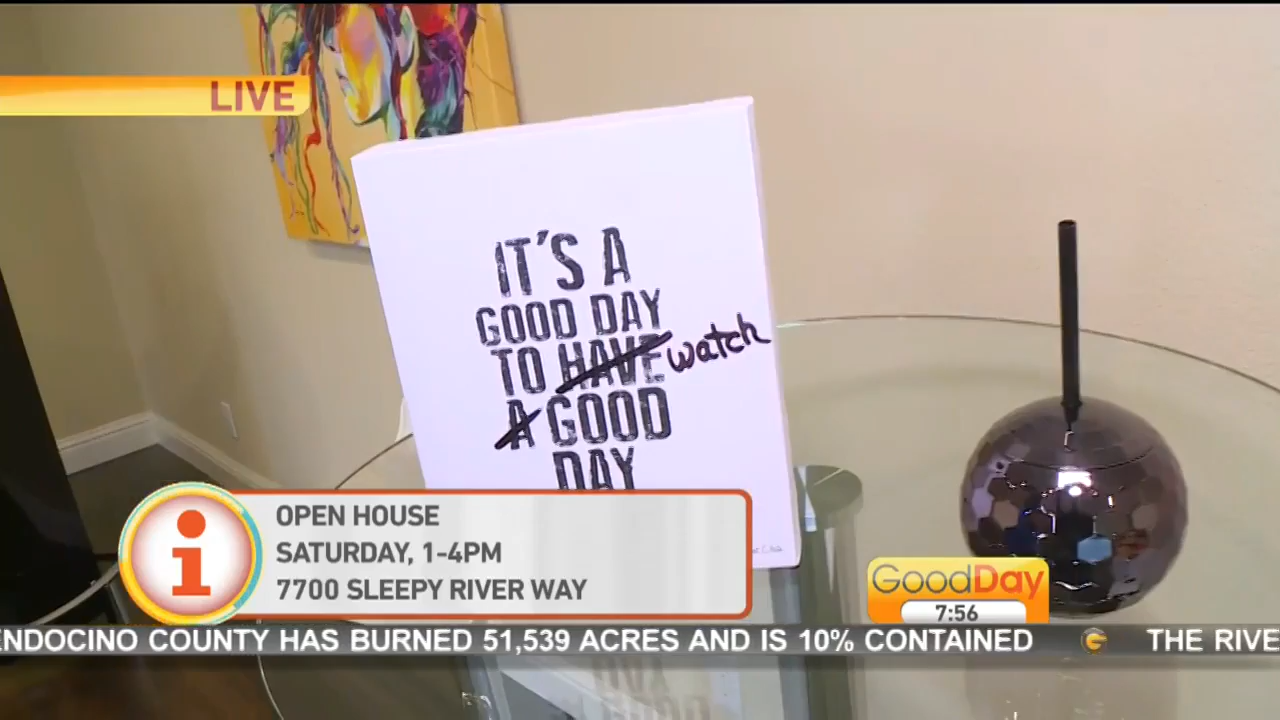 LIVE
IT'S A
GOOD DAY
TO HAVE watch
A GOOD
DAY
OPEN HOUSE
SATURDAY, 1-4PM
7700 SLEEPY RIVER WAY
GoodDay
7:56
ENDOCINO COUNTY HAS BURNED 51,539 ACRES AND IS 10% CONTAINED THE RIVE